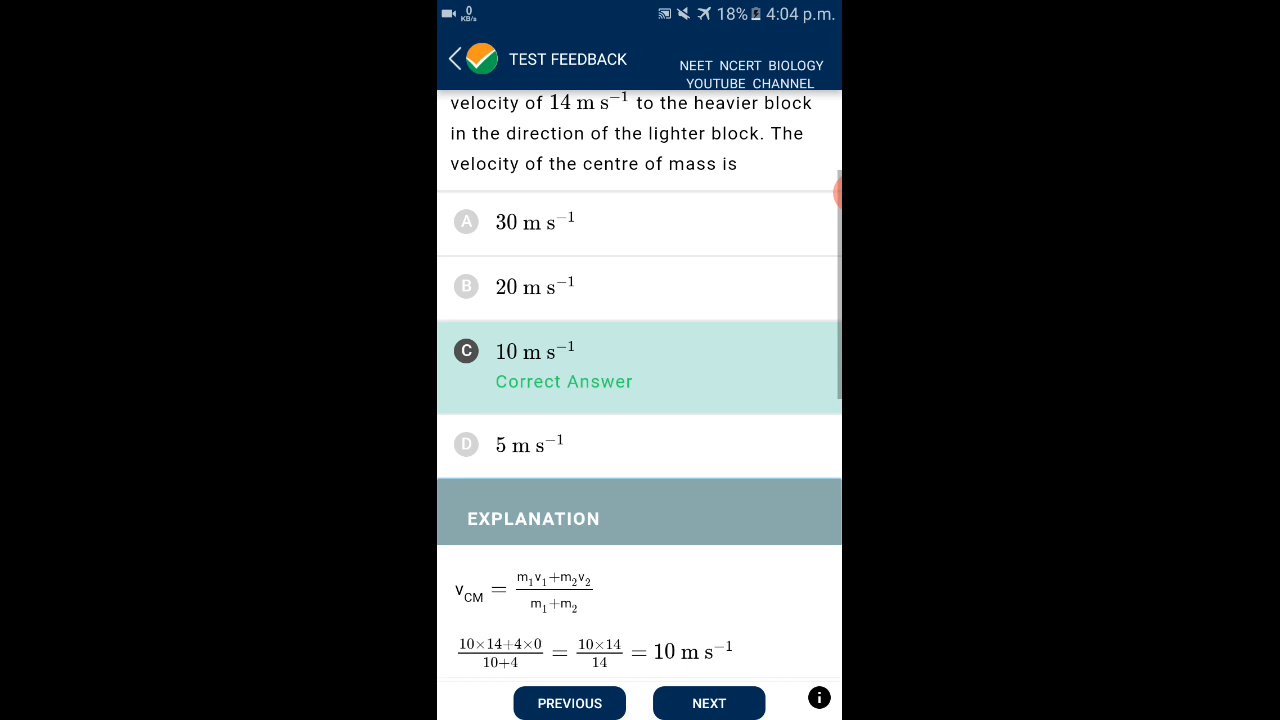 0 KB/s 18% 4:04 p.m.
TEST FEEDBACK
NEET NCERT BIOLOGY
YOUTUBE CHANNEL
velocity of 14 m s⁻¹ to the heavier block
in the direction of the lighter block. The
velocity of the centre of mass is
A 30 m s⁻¹
B 20 m s⁻¹
C 10 m s⁻¹
Correct Answer
D 5 m s⁻¹
EXPLANATION
v_CM = (m₁v₁+m₂v₂)/(m₁+m₂)
(10×14+4×0)/(10+4) = (10×14)/14 = 10 m s⁻¹
PREVIOUS NEXT i